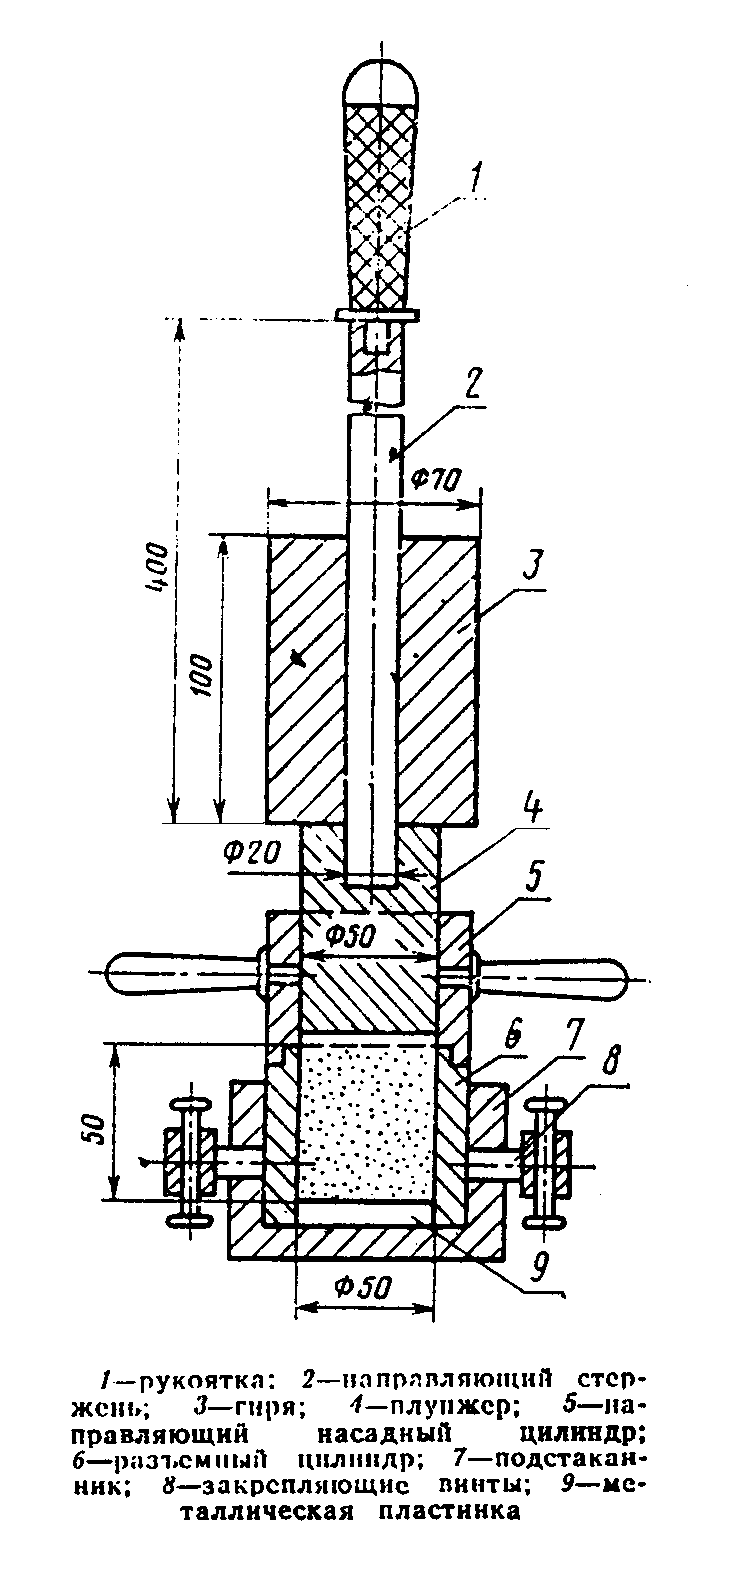 1
2
Ф70
400
100
3
4
Ф20
5
Ф50
6
7
8
50
9
Ф50
1—рукоятка; 2—направляющий стер-
жень; 3—гиря; 4—плунжер; 5—на-
правляющий насадный цилиндр;
6—разъемный цилиндр; 7—подстакан-
ник; 8—закрепляющие винты; 9—ме-
таллическая пластинка